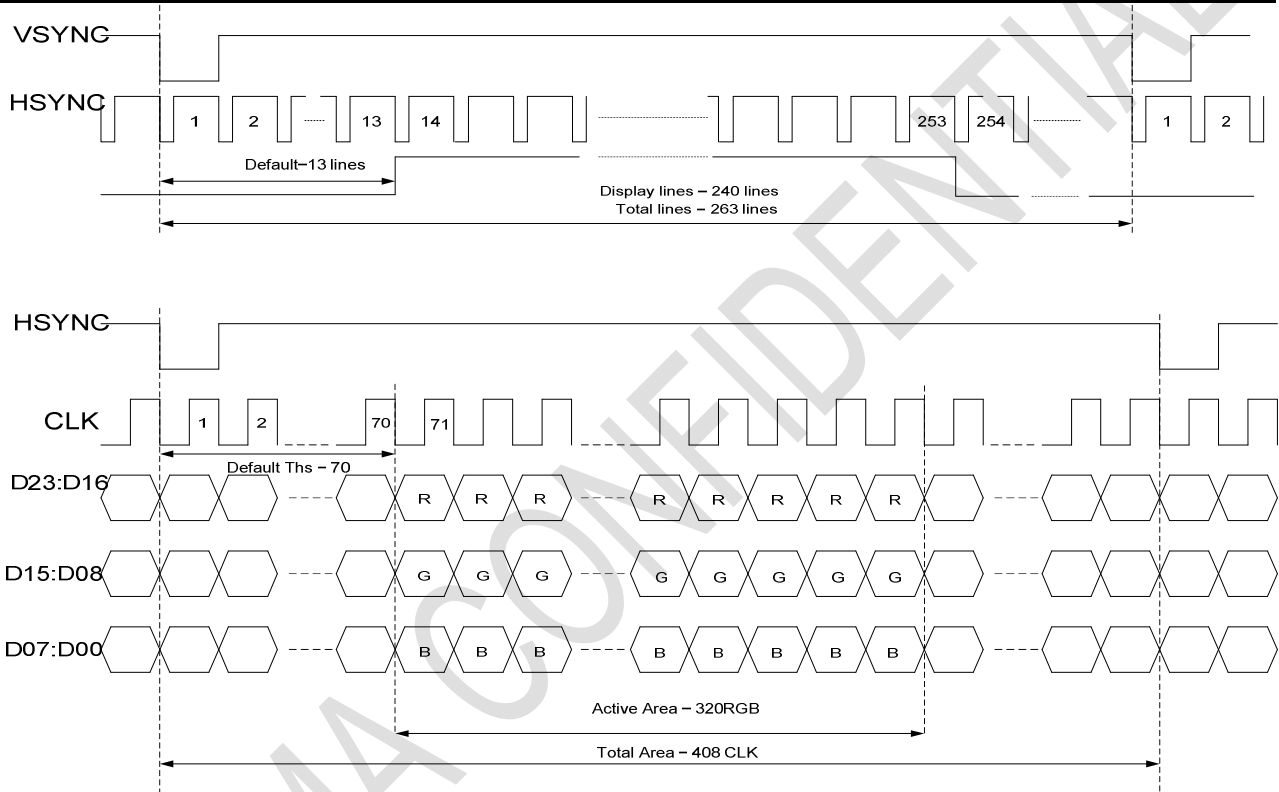 VSYNC
HSYNC 1 2 13 14 253 254 1 2
Default-13 lines
Display lines - 240 lines
Total lines - 263 lines
HSYNC
CLK 1 2 70 71
Default Ths - 70
D23:D16 R R R R R R R R
D15:D08 G G G G G G G G
D07:D00 B B B B B B B B
Active Area - 320RGB
Total Area - 408 CLK
MA CONFIDENTIAL